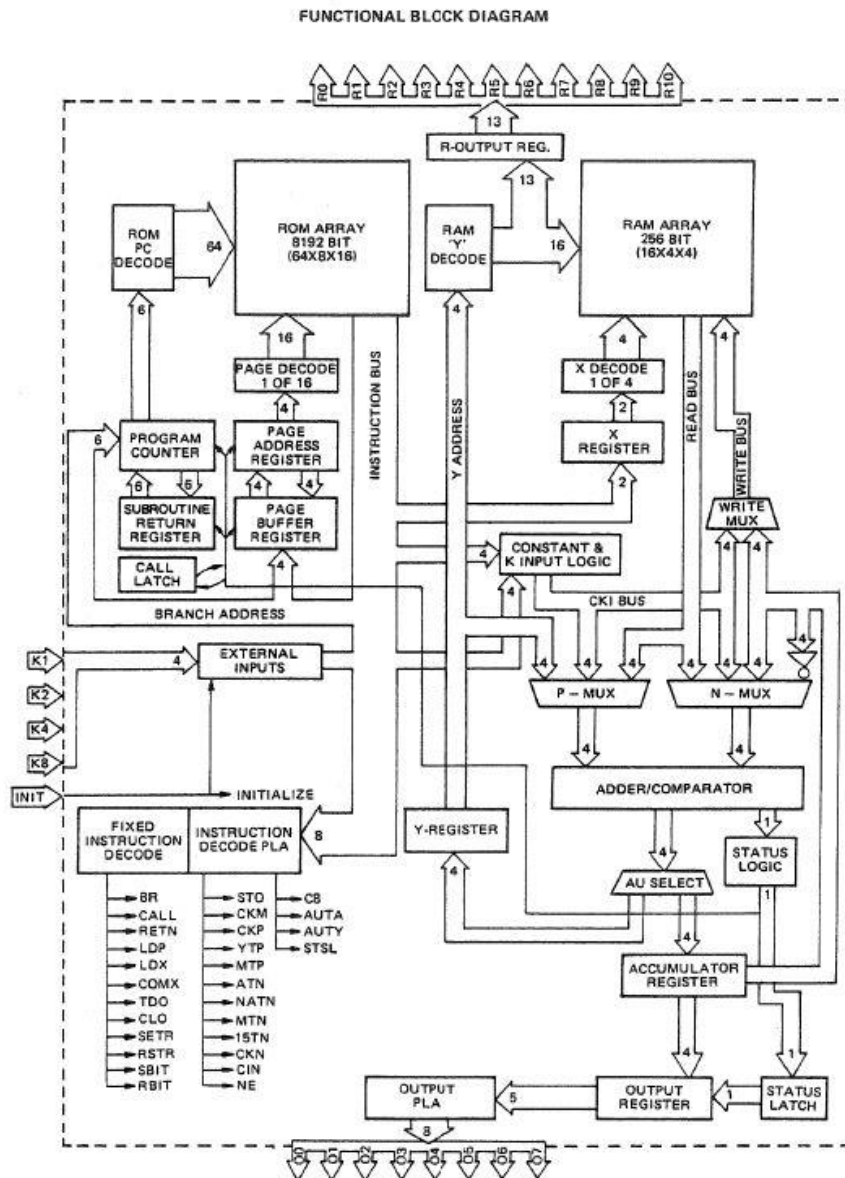 FUNCTIONAL BLOCK DIAGRAM
R0 R1 R2 R3 R4 R5 R6 R7 R8 R9 R10
13
R-OUTPUT REG.
13
ROM PC DECODE
64
ROM ARRAY
8192 BIT
(64X8X16)
RAM 'Y' DECODE
16
RAM ARRAY
256 BIT
(16X4X4)
6
16
4
4
4
PAGE DECODE
1 OF 16
X DECODE
1 OF 4
4
2
INSTRUCTION BUS
Y ADDRESS
READ BUS
WRITE BUS
6
PROGRAM COUNTER
PAGE ADDRESS REGISTER
X REGISTER
6
6
4
4
2
SUBROUTINE RETURN REGISTER
PAGE BUFFER REGISTER
WRITE MUX
CALL LATCH
4
4
CONSTANT & K INPUT LOGIC
4
4
4
BRANCH ADDRESS
CKI BUS
K1
4
EXTERNAL INPUTS
4
K2
4
4
4
4
4
4
P – MUX
N – MUX
K4
4
4
K8
INIT
INITIALIZE
ADDER/COMPARATOR
FIXED INSTRUCTION DECODE
INSTRUCTION DECODE PLA
8
Y-REGISTER
1
4
STATUS LOGIC
4
AU SELECT
1
BR
CALL
RETN
LDP
LDX
COMX
TDO
CLO
SETR
RSTR
SBIT
RBIT
STO
CKM
CKP
YTP
MTP
ATN
NATN
MTN
15TN
CKN
CIN
NE
C8
AUTA
AUTY
STSL
4
ACCUMULATOR REGISTER
4
1
OUTPUT PLA
5
OUTPUT REGISTER
1
STATUS LATCH
8
O0 O1 O2 O3 O4 O5 O6 O7